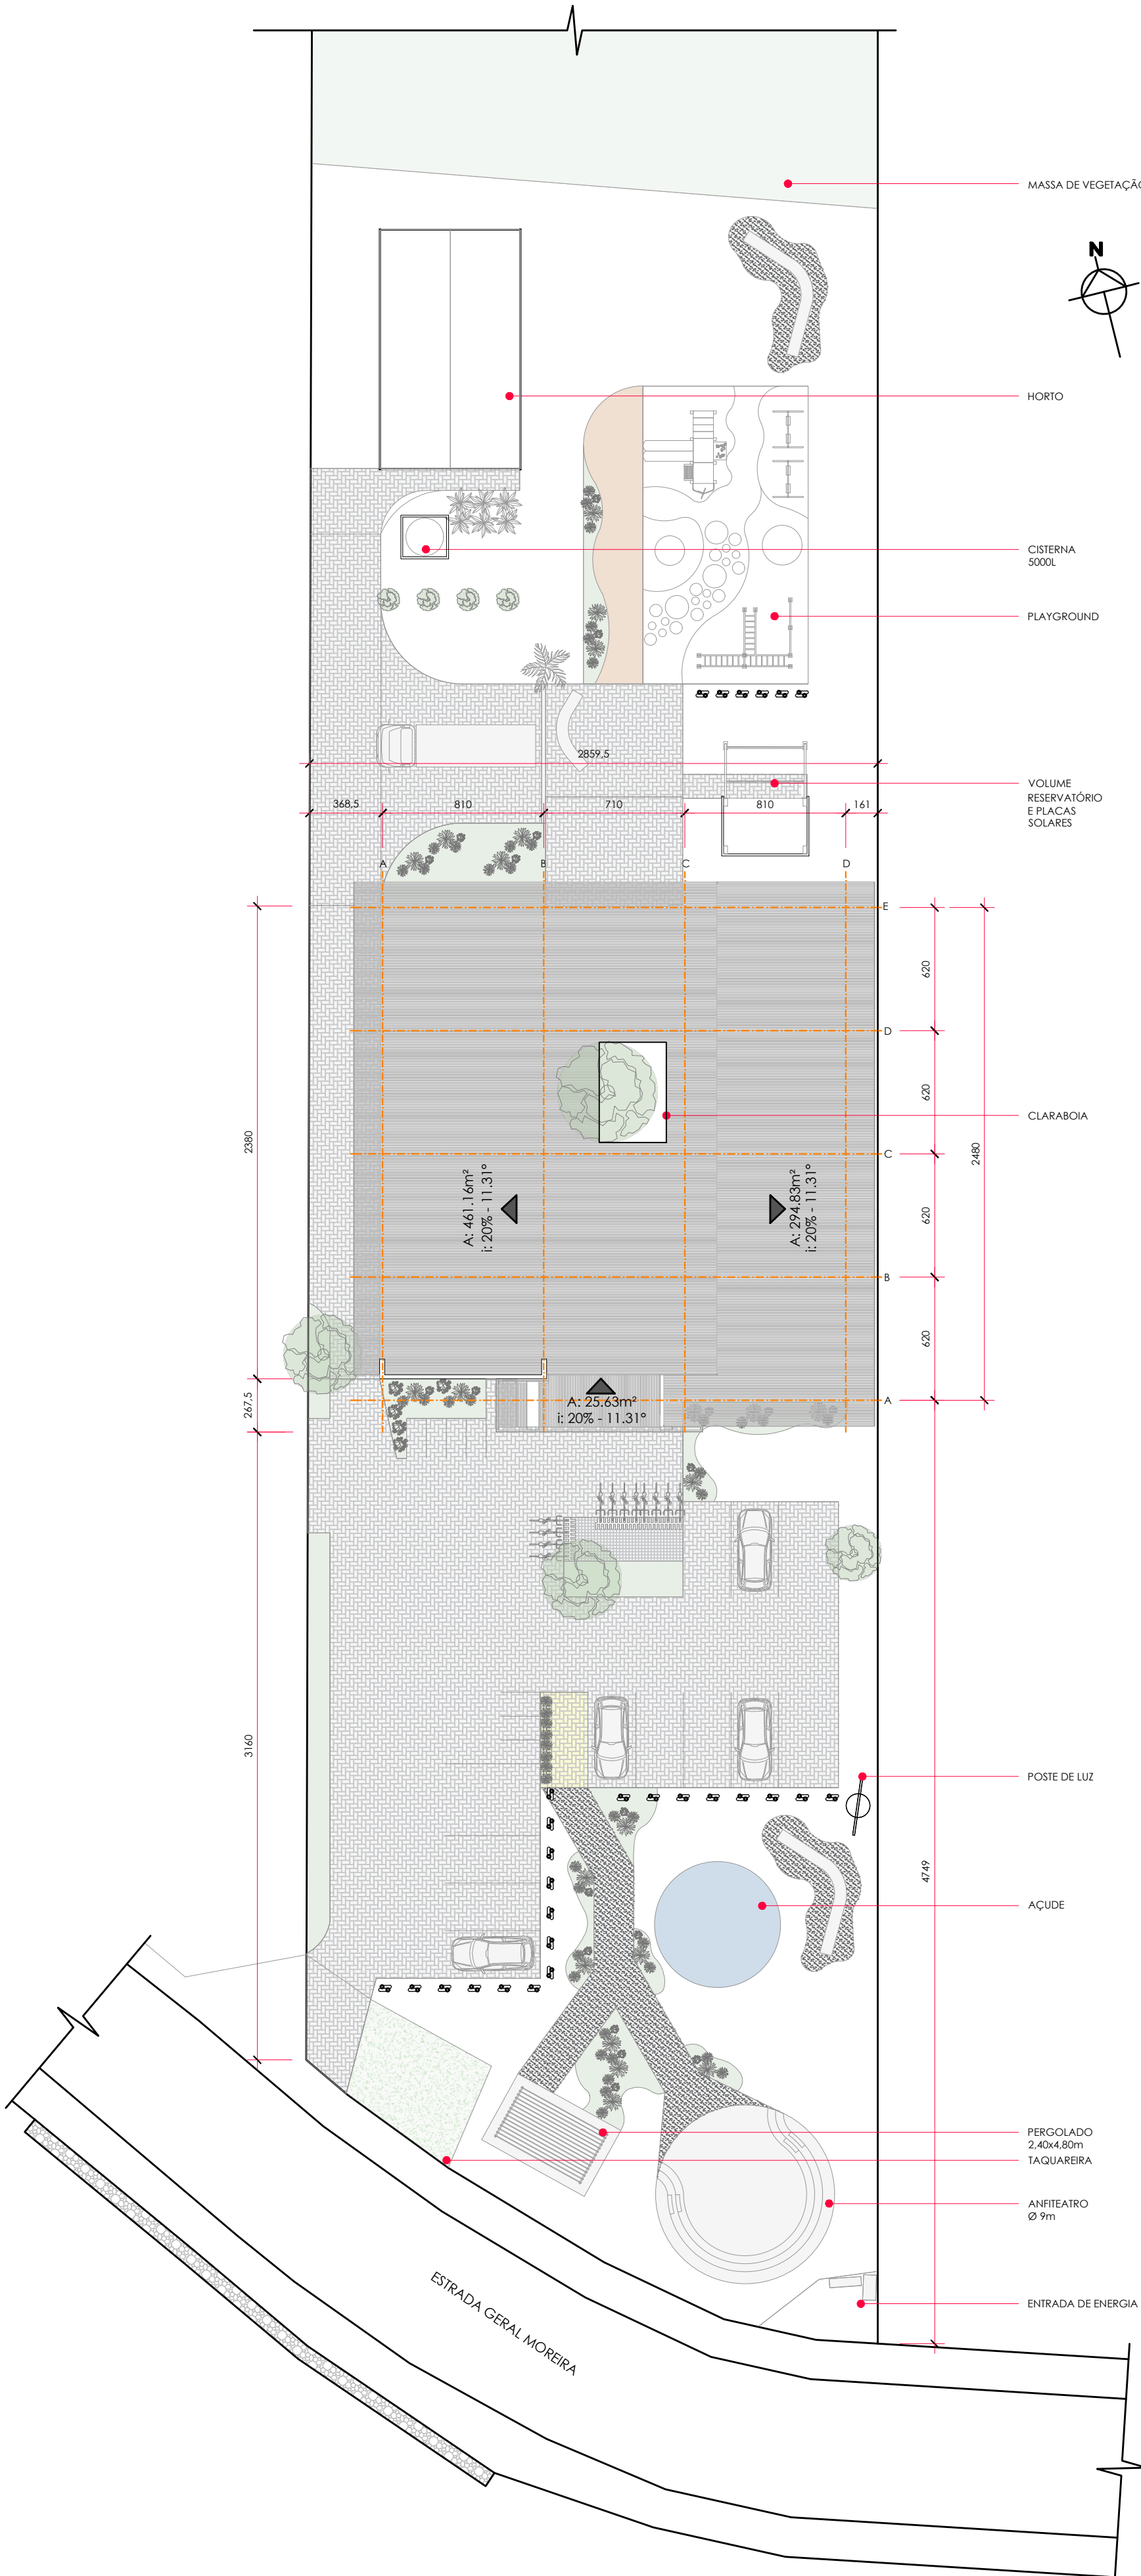 MASSA DE VEGETAÇÃO
N
HORTO
CISTERNA
5000L
PLAYGROUND
2859,5
VOLUME
RESERVATÓRIO
E PLACAS
SOLARES
368,5
810
710
810
161
A
B
C
D
E
620
D
620
CLARABOIA
2380
2480
C
A: 461.16m²
i: 20% - 11.31°
A: 294.83m²
i: 20% - 11.31°
620
B
620
267,5
A: 25.63m²
i: 20% - 11.31°
A
3160
POSTE DE LUZ
4749
AÇUDE
PERGOLADO
2,40x4,80m
TAQUAREIRA
ANFITEATRO
Ø 9m
ENTRADA DE ENERGIA
ESTRADA GERAL MOREIRA